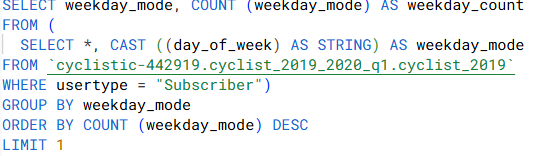 SELECT weekday_mode, COUNT (weekday_mode) AS weekday_count
FROM (
SELECT *, CAST ((day_of_week) AS STRING) AS weekday_mode
FROM `cyclistic-442919.cyclist_2019_2020_q1.cyclist_2019`
WHERE usertype = "Subscriber")
GROUP BY weekday_mode
ORDER BY COUNT (weekday_mode) DESC
LIMIT 1